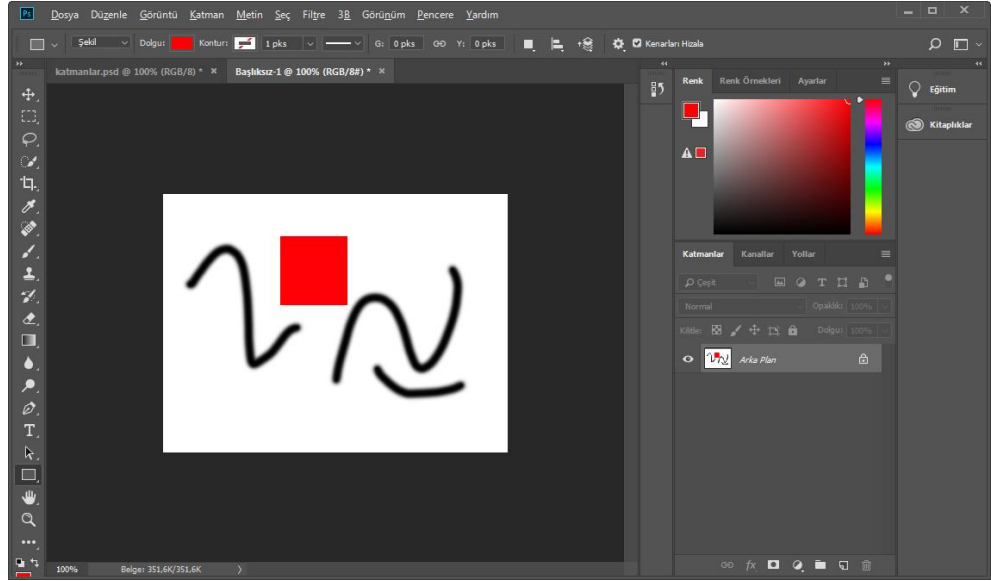 Ps Dosya Düzenle Görüntü Katman Metin Seç Filtre 3B Görünüm Pencere Yardım
Şekil Dolgu: Kontur: 1 pks G: 0 pks Y: 0 pks Kenarları Hizala
katmanlar.psd @ 100% (RGB/8) * × Başlıksız-1 @ 100% (RGB/8#) * ×
Renk Renk Örnekleri Ayarlar
Eğitim
Kitaplıklar
Katmanlar Kanallar Yollar
Çeşit
Normal Opaklık: 100%
Kilitle: Dolgu: 100%
Arka Plan
100% Belge: 351,6K/351,6K